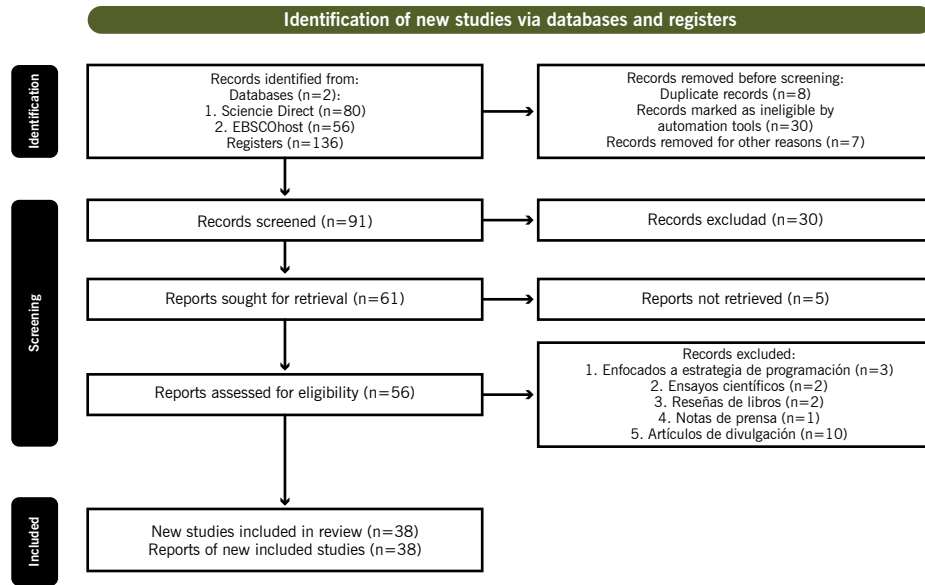 Identification of new studies via databases and registers
Identification
Records identified from:
Databases (n=2):
1. Sciencie Direct (n=80)
2. EBSCOhost (n=56)
Registers (n=136)
Records removed before screening:
Duplicate records (n=8)
Records marked as ineligible by
automation tools (n=30)
Records removed for other reasons (n=7)
Screening
Records screened (n=91)
Records excludad (n=30)
Reports sought for retrieval (n=61)
Reports not retrieved (n=5)
Reports assessed for eligibility (n=56)
Records excluded:
1. Enfocados a estrategia de programación (n=3)
2. Ensayos científicos (n=2)
3. Reseñas de libros (n=2)
4. Notas de prensa (n=1)
5. Artículos de divulgación (n=10)
Included
New studies included in review (n=38)
Reports of new included studies (n=38)